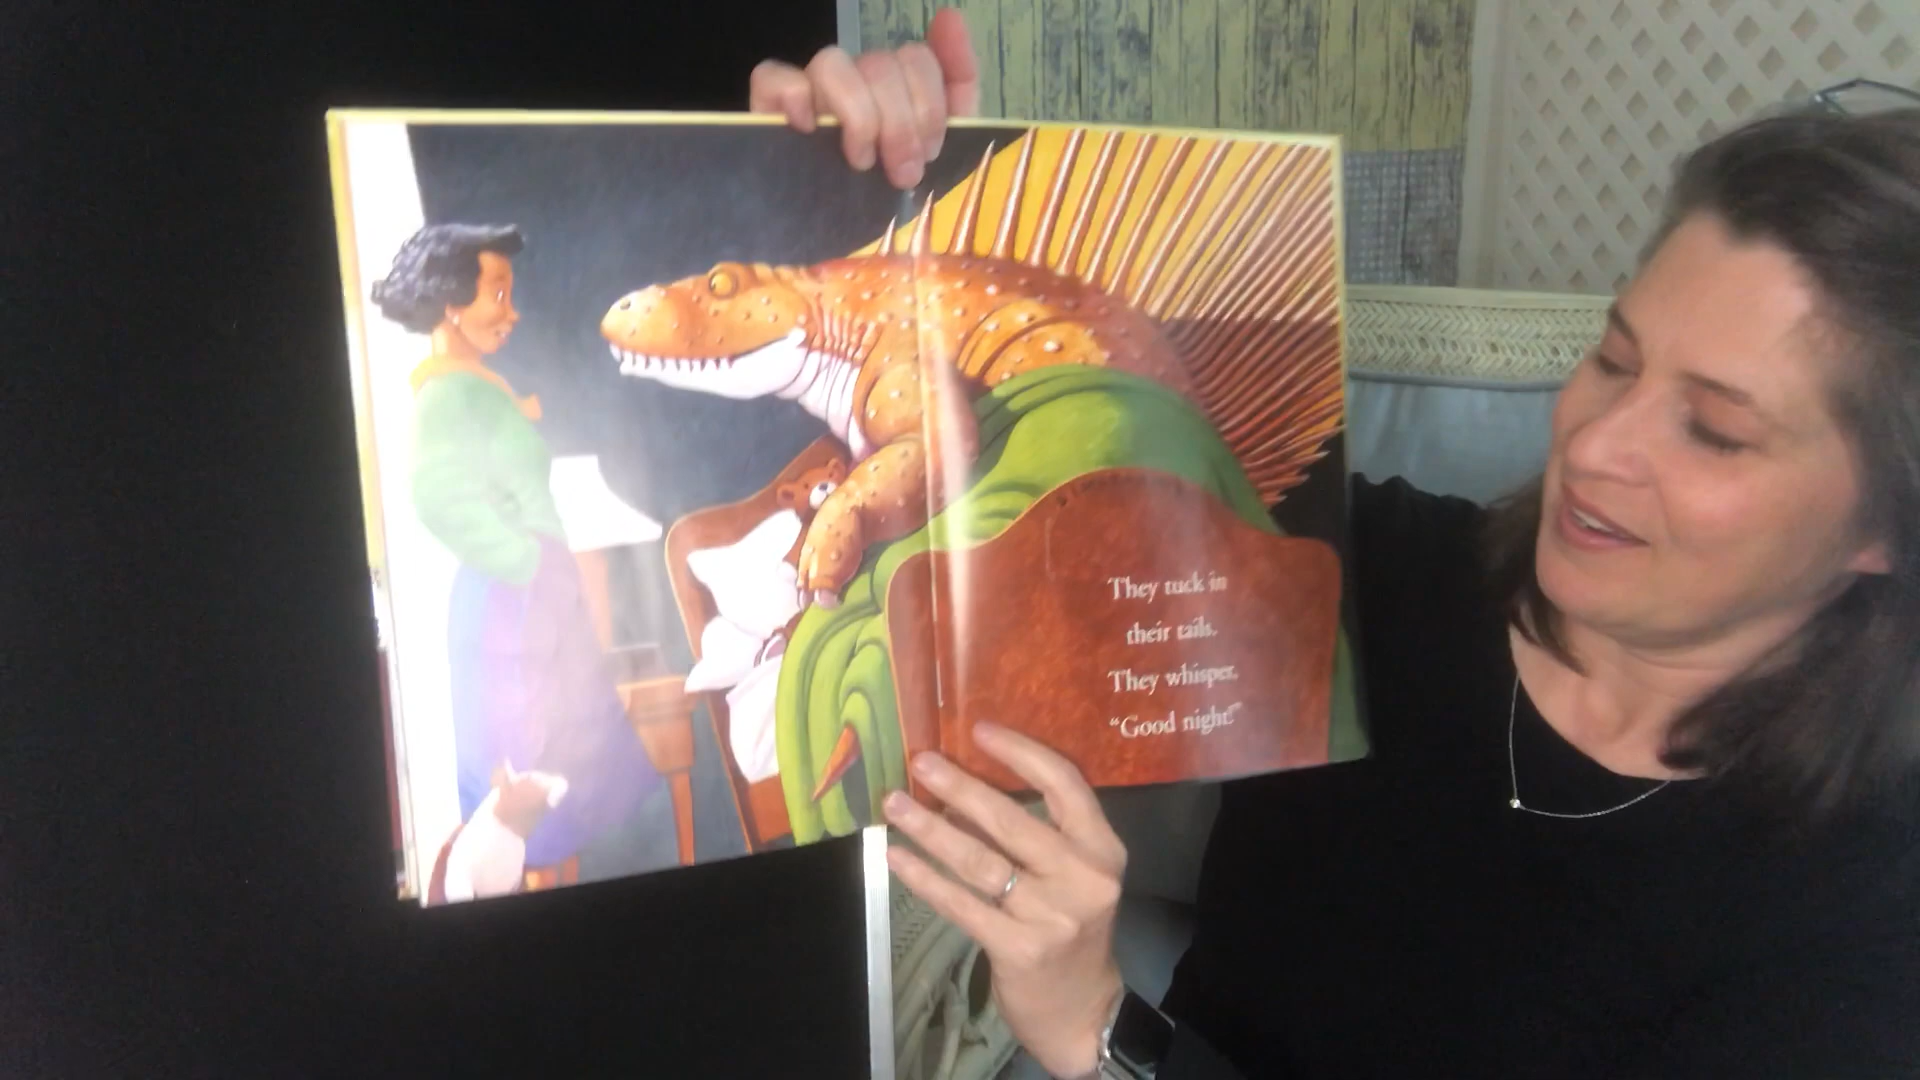 They tuck in
their tails.
They whisper,
"Good night!"